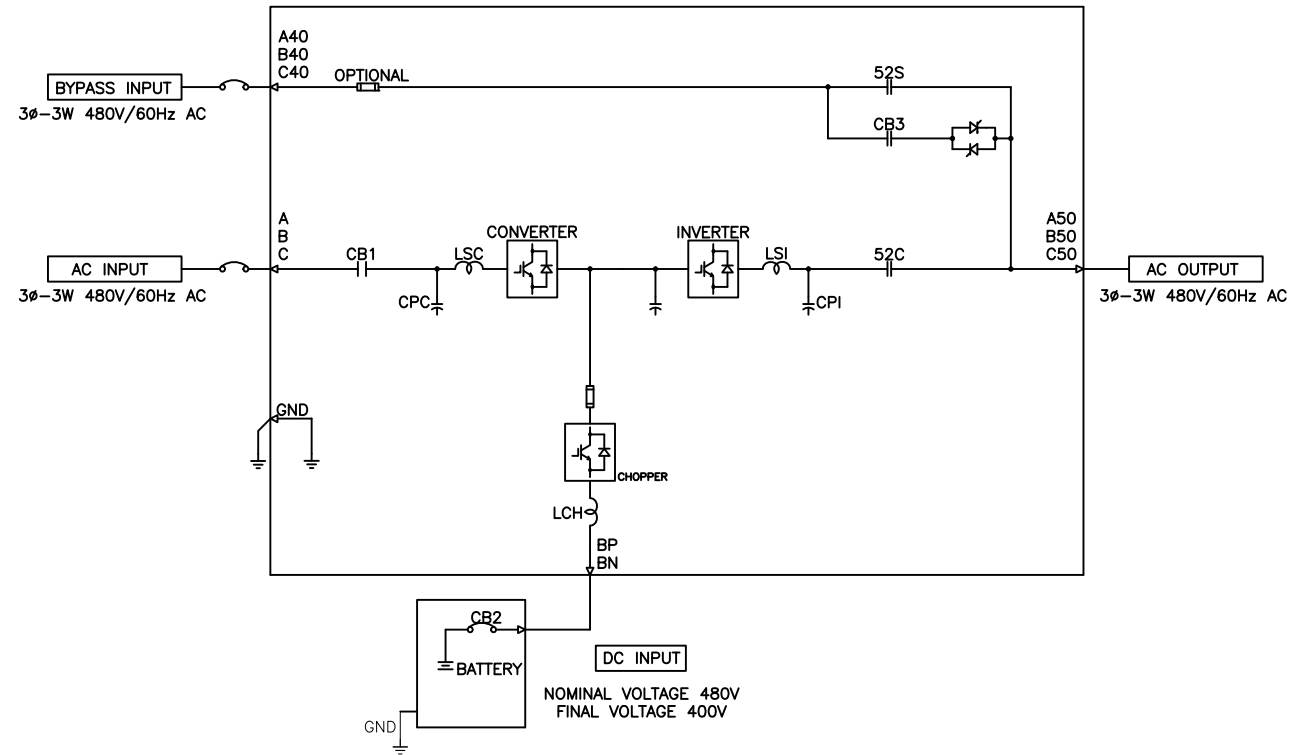 A40
B40
C40
OPTIONAL
52S
BYPASS INPUT
3ø-3W 480V/60Hz AC
CB3
A
B
C
CB1
LSC
CONVERTER
INVERTER
LSI
52C
A50
B50
C50
AC INPUT
3ø-3W 480V/60Hz AC
CPC
CPI
AC OUTPUT
3ø-3W 480V/60Hz AC
GND
CHOPPER
LCH
BP
BN
CB2
BATTERY
DC INPUT
NOMINAL VOLTAGE 480V
FINAL VOLTAGE 400V
GND